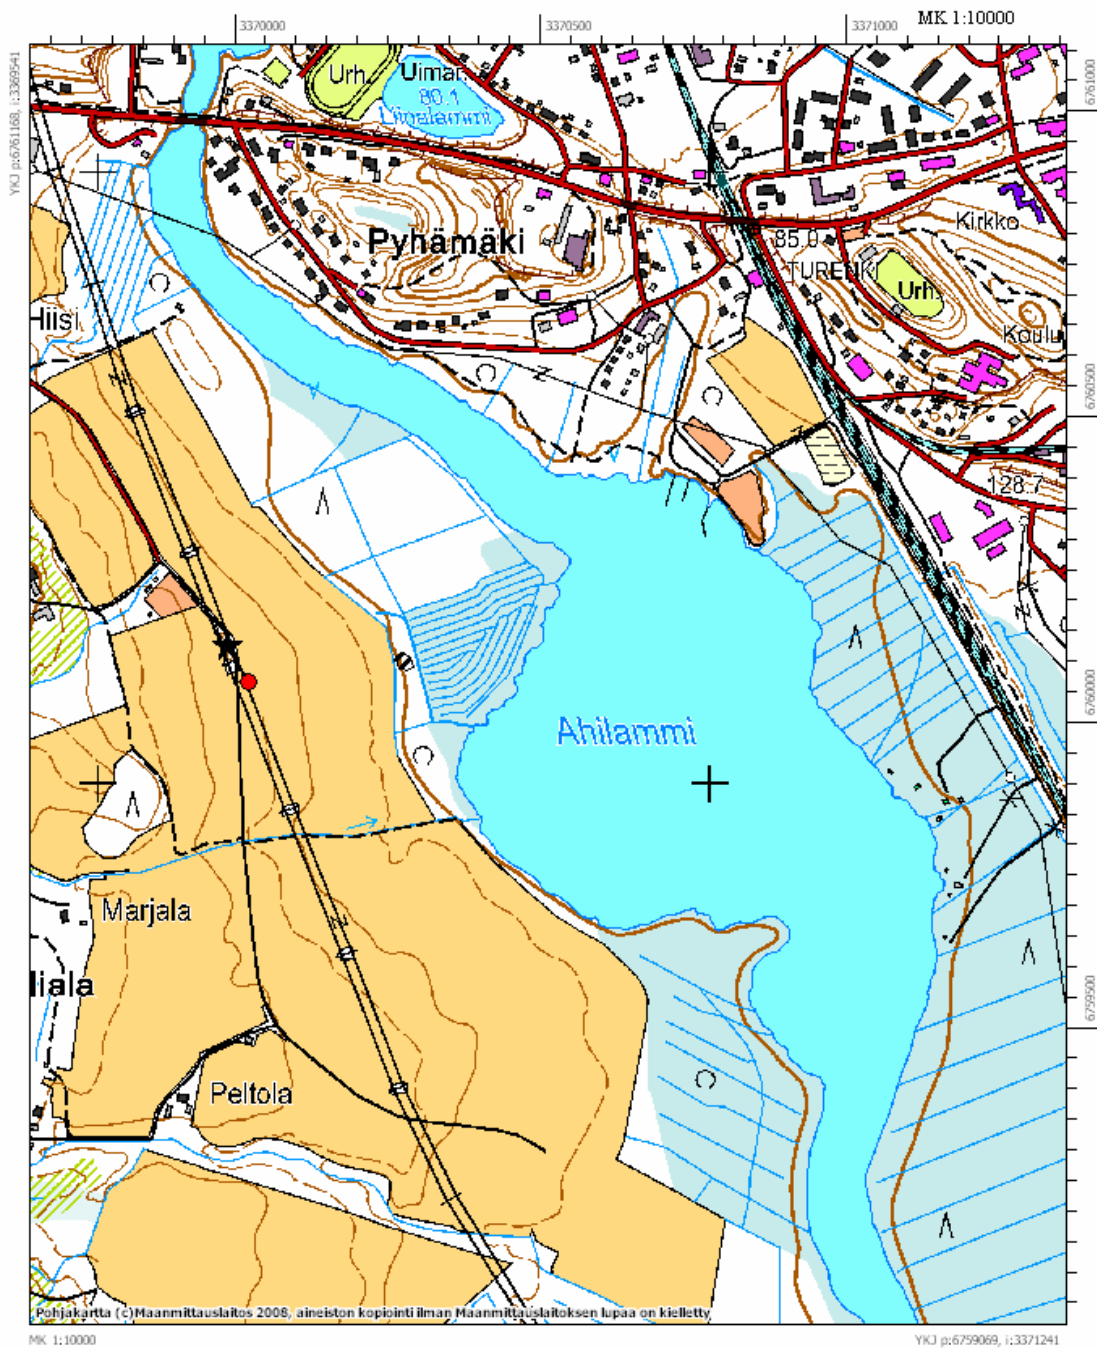 MK 1:10000
3370000
3370500
3371000
YKJ p:6761168, i:3369541
6761000
Urh.
Uimar.
80.1
Liinalammi
Kirkko
Pyhämäki
85.0
TURENKI
Urh.
Hiisi
Koulu
6760500
128.7
6760000
Ahilammi
Marjala
liala
6759500
Peltola
Pohjakartta (c)Maanmittauslaitos 2008, aineiston kopiointi ilman Maanmittauslaitoksen lupaa on kielletty
MK 1:10000
YKJ p:6759069, i:3371241